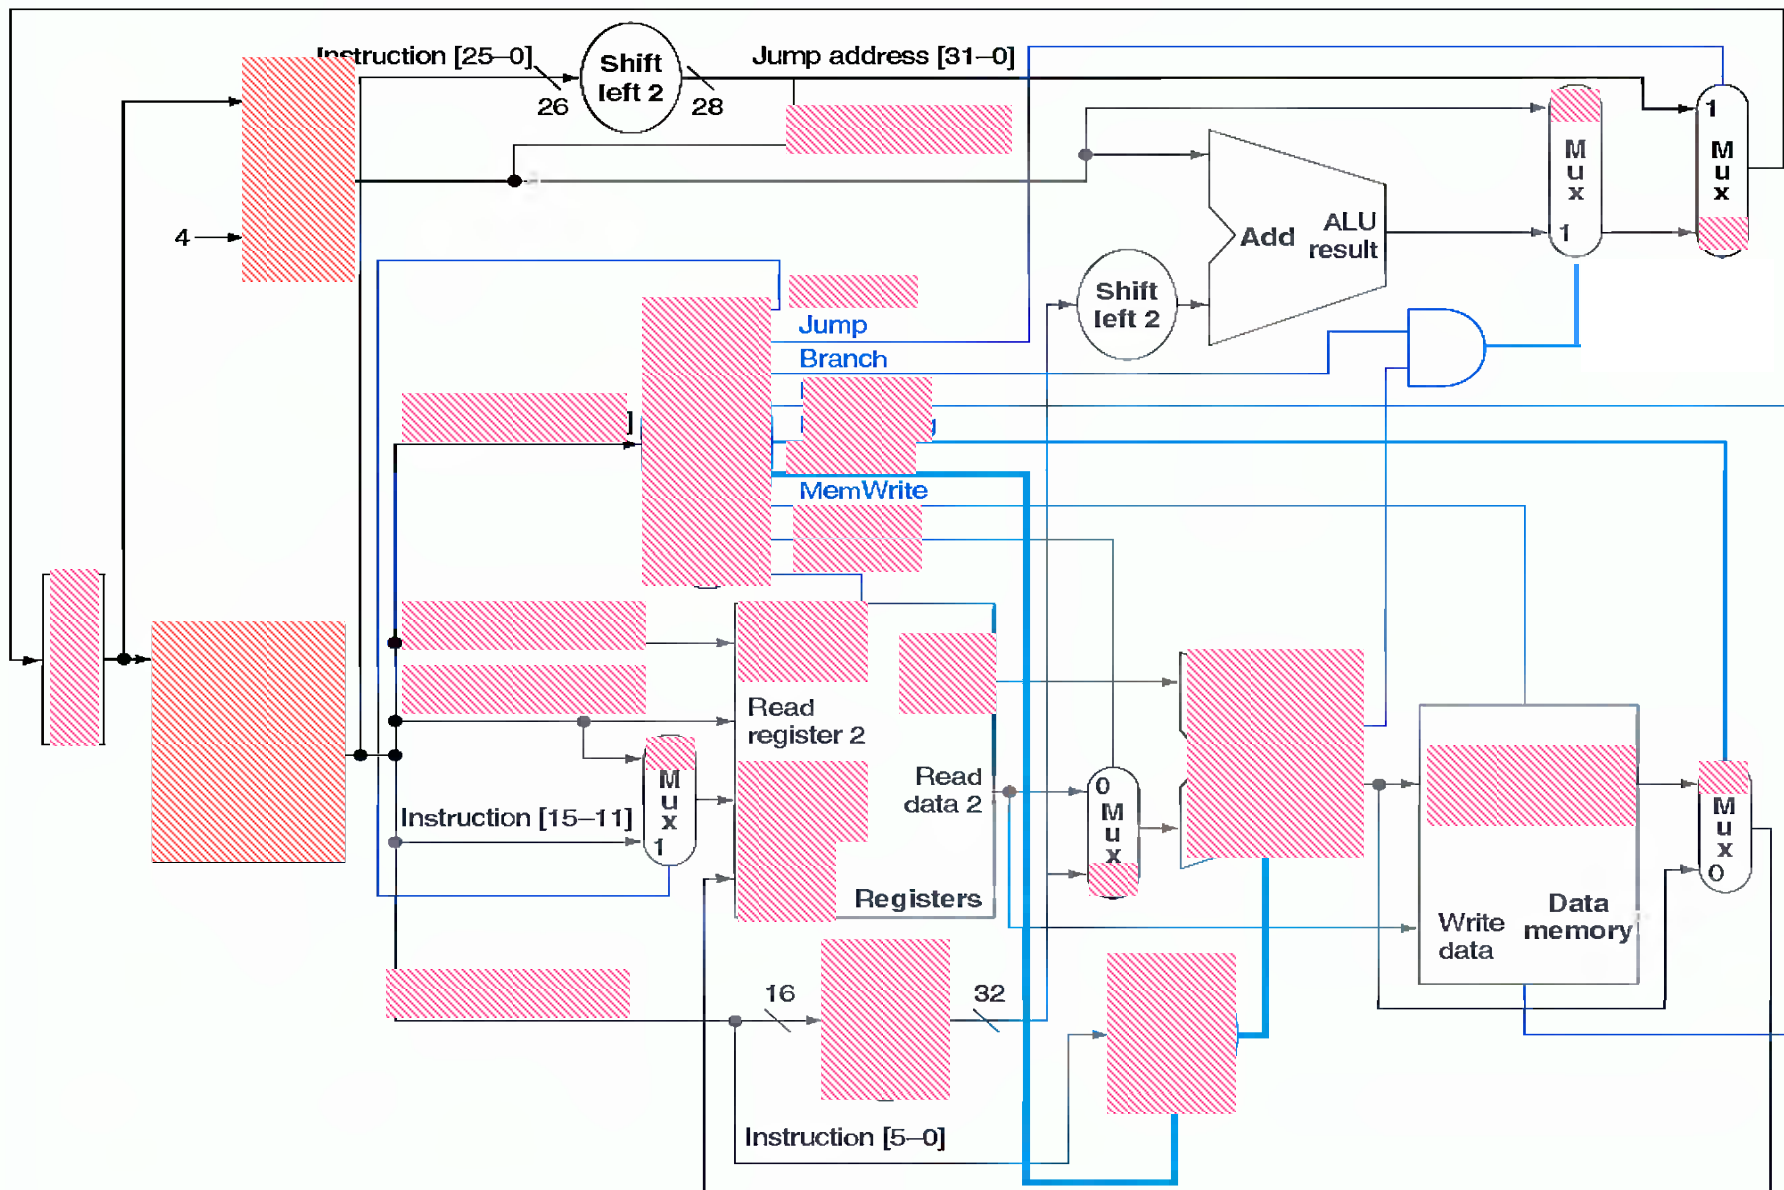 Instruction [25–0]
Shift
left 2
26
28
Jump address [31–0]
4
1
M
u
x
Add
ALU
result
M
u
x
1
Shift
left 2
Jump
Branch
]
MemWrite
Read
register 2
M
u
x
1
Instruction [15–11]
Read
data 2
Registers
0
M
u
x
Write
data
Data
memory
M
u
x
0
16
32
Instruction [5–0]